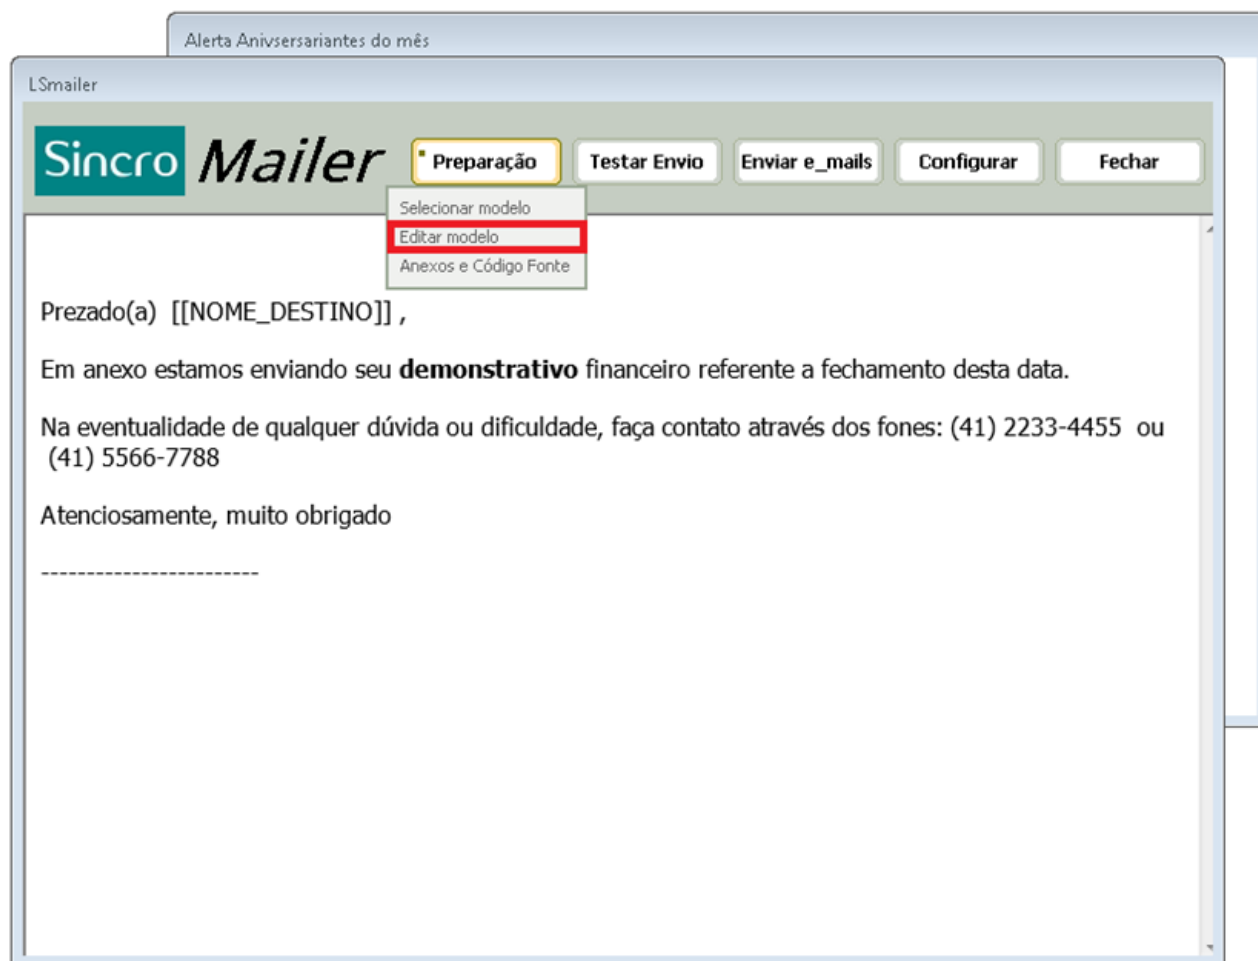 Alerta Anivsersariantes do mês
LSmailer
Sincro Mailer
Preparação Testar Envio Enviar e_mails Configurar Fechar
Selecionar modelo
Editar modelo
Anexos e Código Fonte
Prezado(a) [[NOME_DESTINO]] ,
Em anexo estamos enviando seu demonstrativo financeiro referente a fechamento desta data.
Na eventualidade de qualquer dúvida ou dificuldade, faça contato através dos fones: (41) 2233-4455 ou
(41) 5566-7788
Atenciosamente, muito obrigado
------------------------